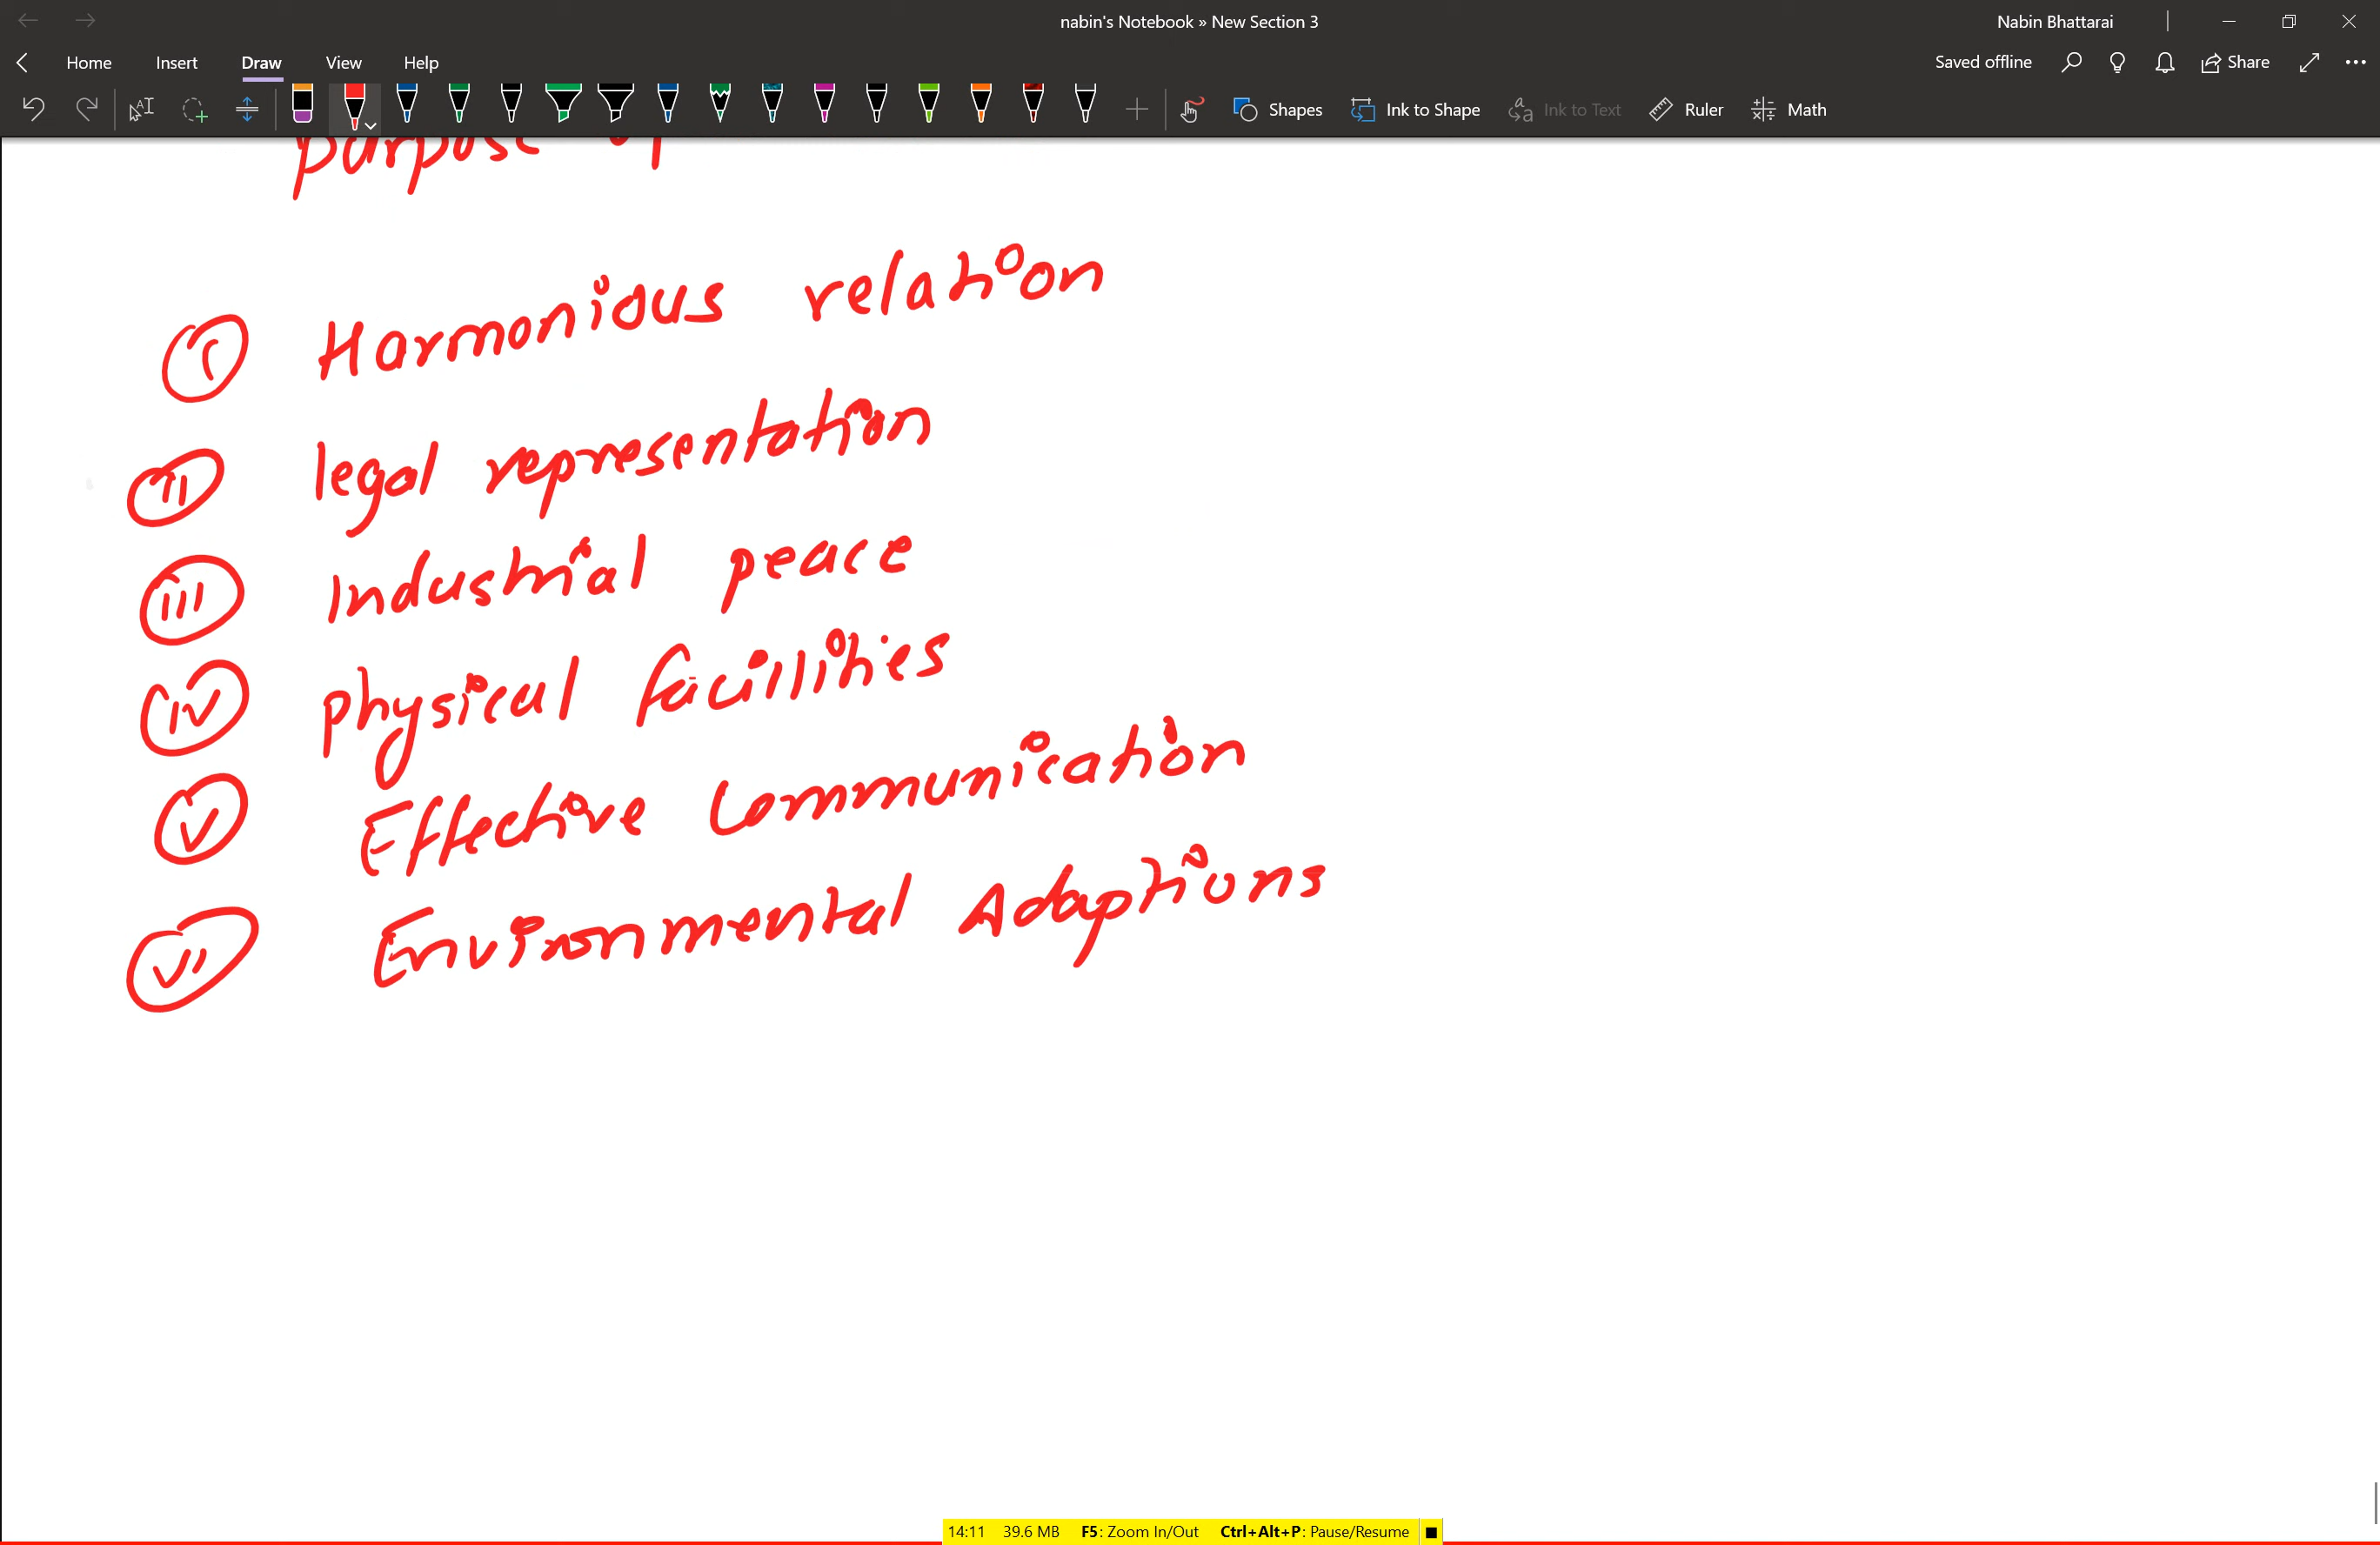 nabin's Notebook » New Section 3
Nabin Bhattarai
Home Insert Draw View Help
Saved offline
Share
Shapes Ink to Shape Ink to Text Ruler Math
purpose of
(i) Harmonious relation
(ii) legal representation
(iii) Industrial peace
(iv) physical facilities
(v) Effective Communication
(vi) Environmental Adaptions
14:11 39.6 MB F5: Zoom In/Out Ctrl+Alt+P: Pause/Resume